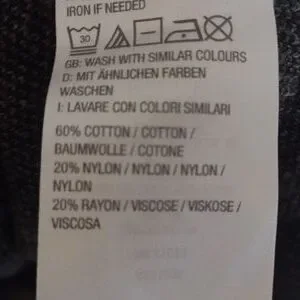 IRON IF NEEDED
30
GB: WASH WITH SIMILAR COLOURS
D: MIT ÄHNLICHEN FARBEN
WASCHEN
I: LAVARE CON COLORI SIMILARI
60% COTTON / COTTON /
BAUMWOLLE / COTONE
20% NYLON / NYLON / NYLON /
NYLON
20% RAYON / VISCOSE / VISKOSE /
VISCOSA